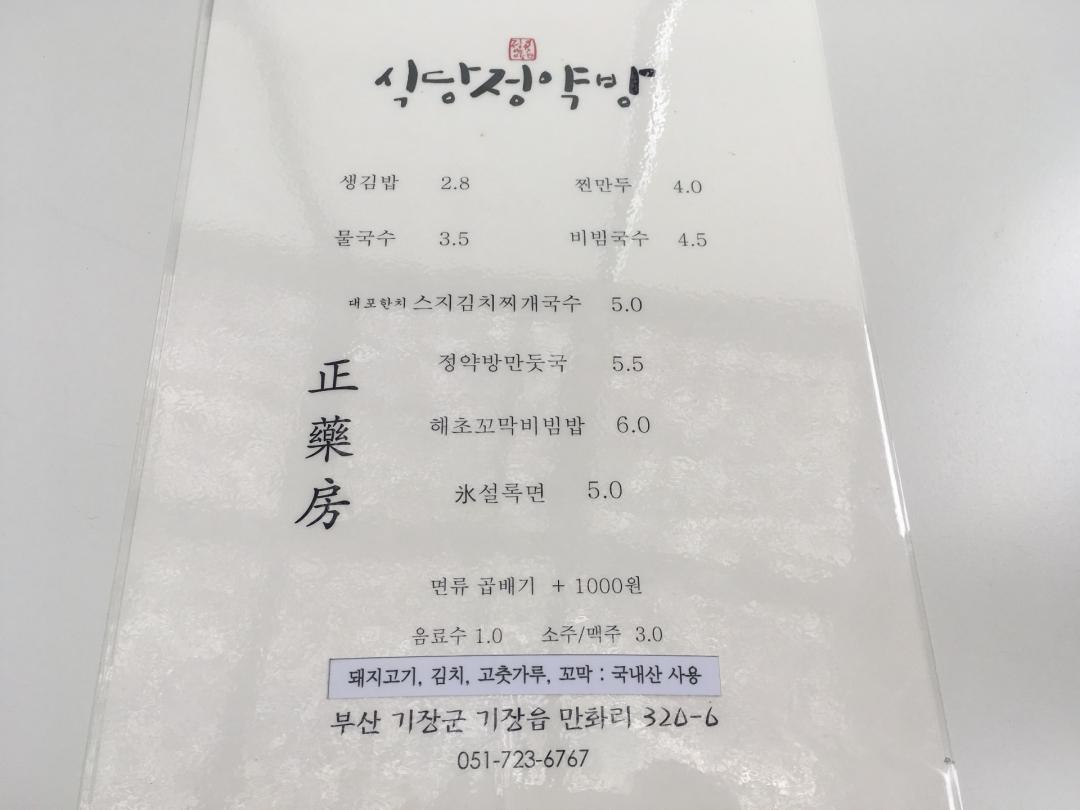 식당정약방
생김밥 2.8 찐만두 4.0
물국수 3.5 비빔국수 4.5
대포한치 스지김치찌개국수 5.0
정약방만둣국 5.5
해초꼬막비빔밥 6.0
氷설록면 5.0
正藥房
면류 곱배기 + 1000원
음료수 1.0 소주/맥주 3.0
돼지고기, 김치, 고춧가루, 꼬막 : 국내산 사용
부산 기장군 기장읍 만화리 320-6
051-723-6767